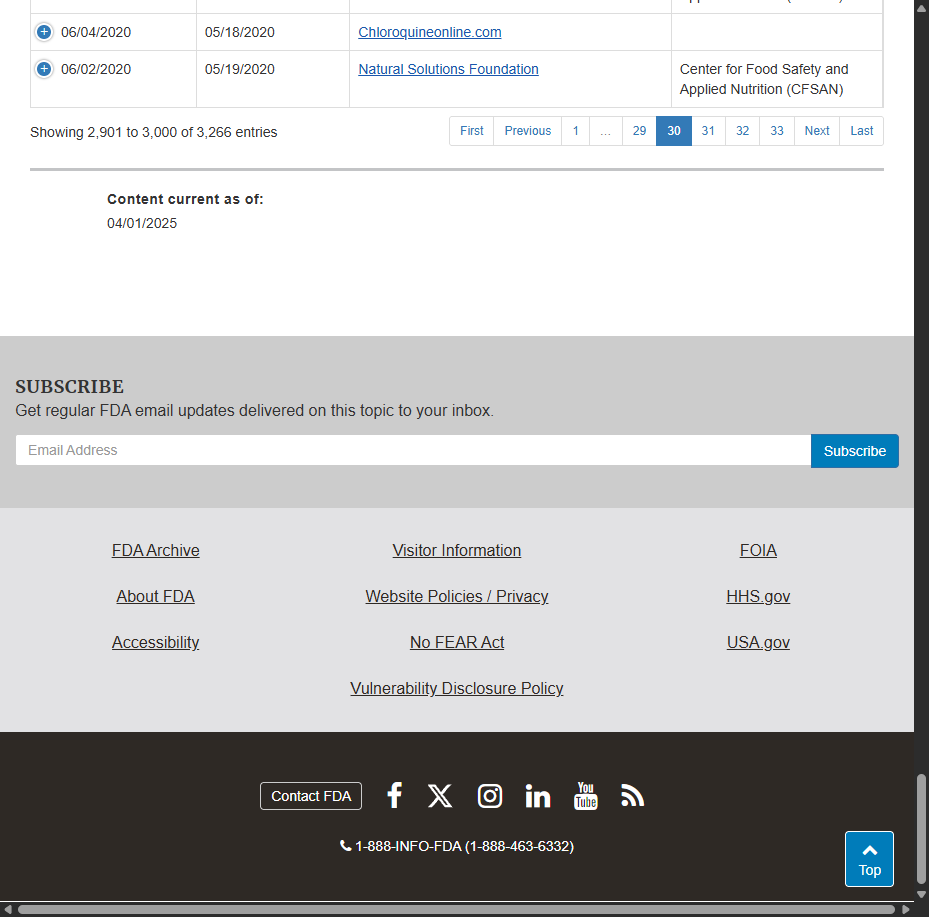 06/04/2020 05/18/2020 Chloroquineonline.com
06/02/2020 05/19/2020 Natural Solutions Foundation Center for Food Safety and
Applied Nutrition (CFSAN)
Showing 2,901 to 3,000 of 3,266 entries First Previous 1 ... 29 30 31 32 33 Next Last
Content current as of:
04/01/2025
SUBSCRIBE
Get regular FDA email updates delivered on this topic to your inbox.
Email Address Subscribe
FDA Archive Visitor Information FOIA
About FDA Website Policies / Privacy HHS.gov
Accessibility No FEAR Act USA.gov
Vulnerability Disclosure Policy
Contact FDA You Tube
1-888-INFO-FDA (1-888-463-6332)
Top